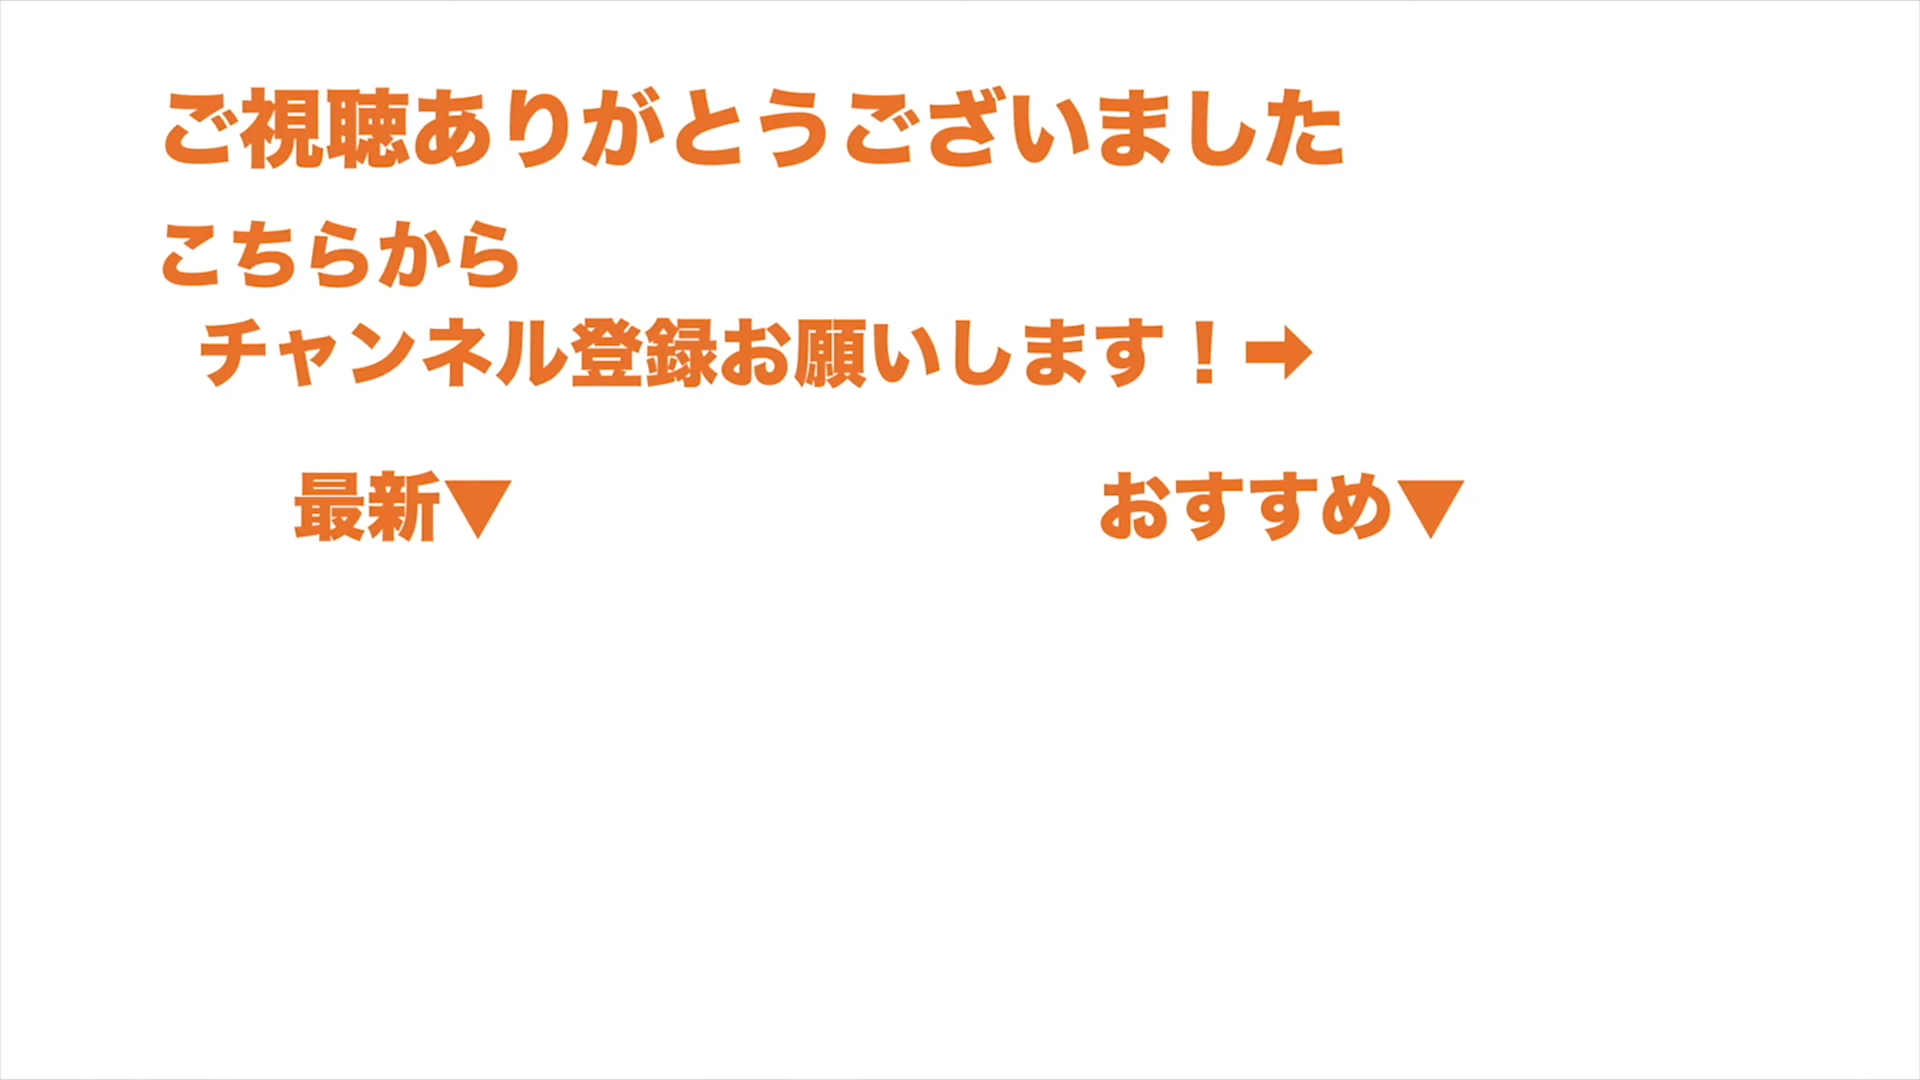 ご視聴ありがとうございました
こちらから
チャンネル登録お願いします！➡
最新▼
おすすめ▼